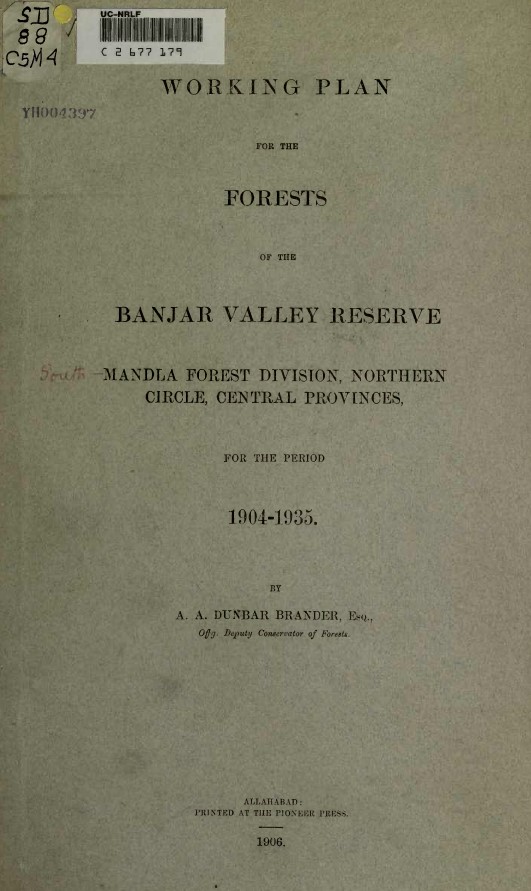 SD
88
C5M4
UC-NRLF
C 2 677 179
YH004397
WORKING PLAN
FOR THE
FORESTS
OF THE
BANJAR VALLEY RESERVE
South MANDLA FOREST DIVISION, NORTHERN
CIRCLE, CENTRAL PROVINCES,
FOR THE PERIOD
1904-1935.
BY
A. A. DUNBAR BRANDER, Esq.,
Offg. Deputy Conservator of Forests.
ALLAHABAD:
PRINTED AT THE PIONEER PRESS.
1906.